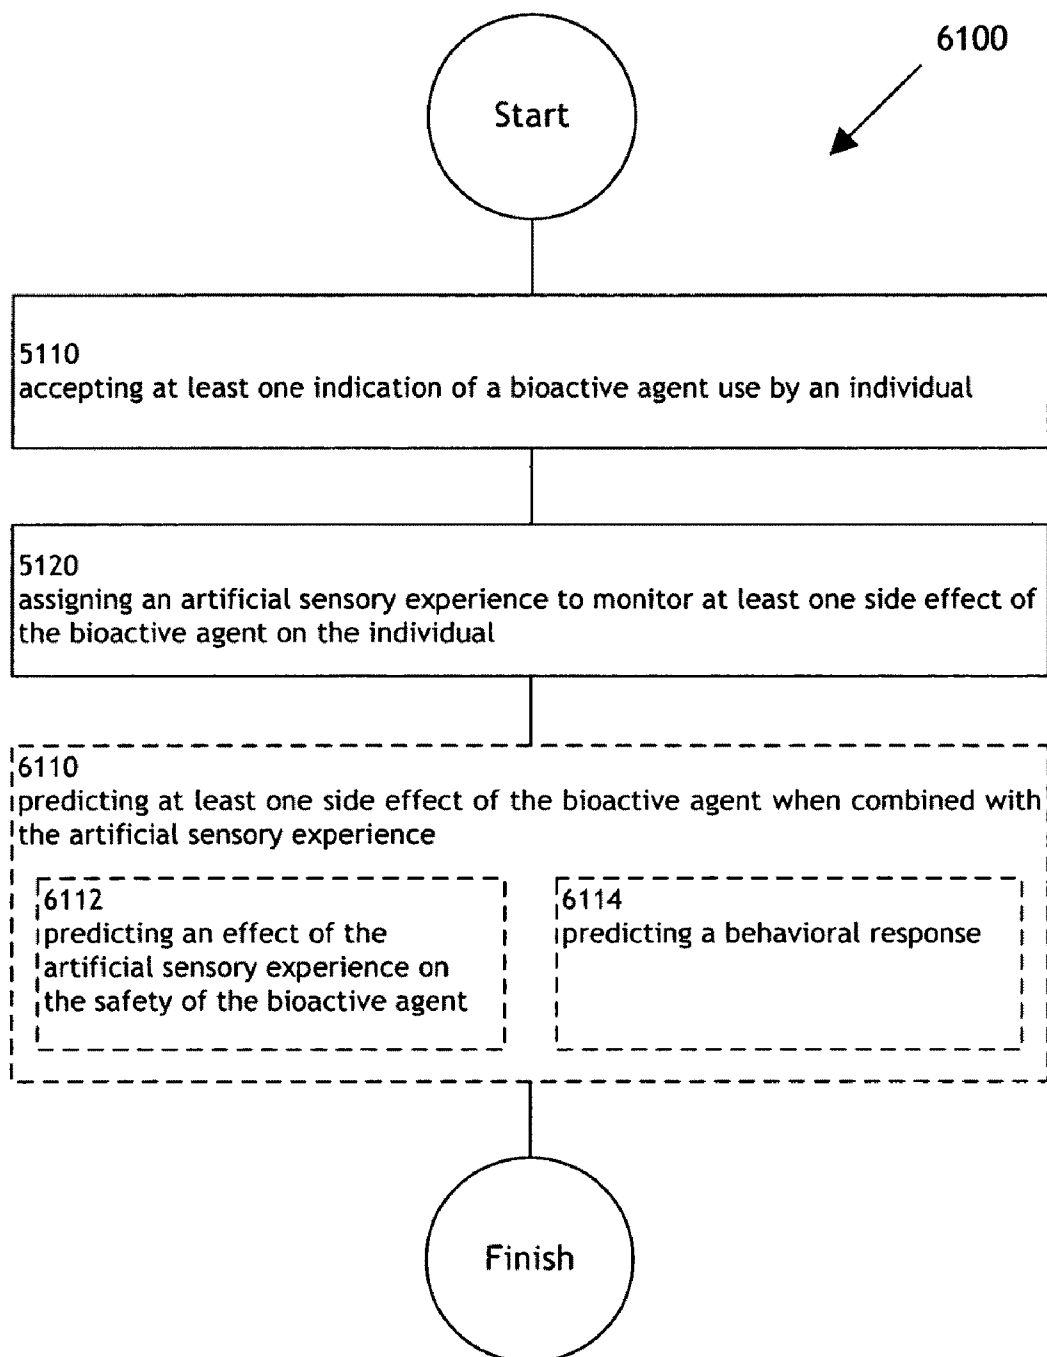 6100
Start
5110
accepting at least one indication of a bioactive agent use by an individual
5120
assigning an artificial sensory experience to monitor at least one side effect of
the bioactive agent on the individual
6110
predicting at least one side effect of the bioactive agent when combined with
the artificial sensory experience
6112
predicting an effect of the
artificial sensory experience on
the safety of the bioactive agent
6114
predicting a behavioral response
Finish